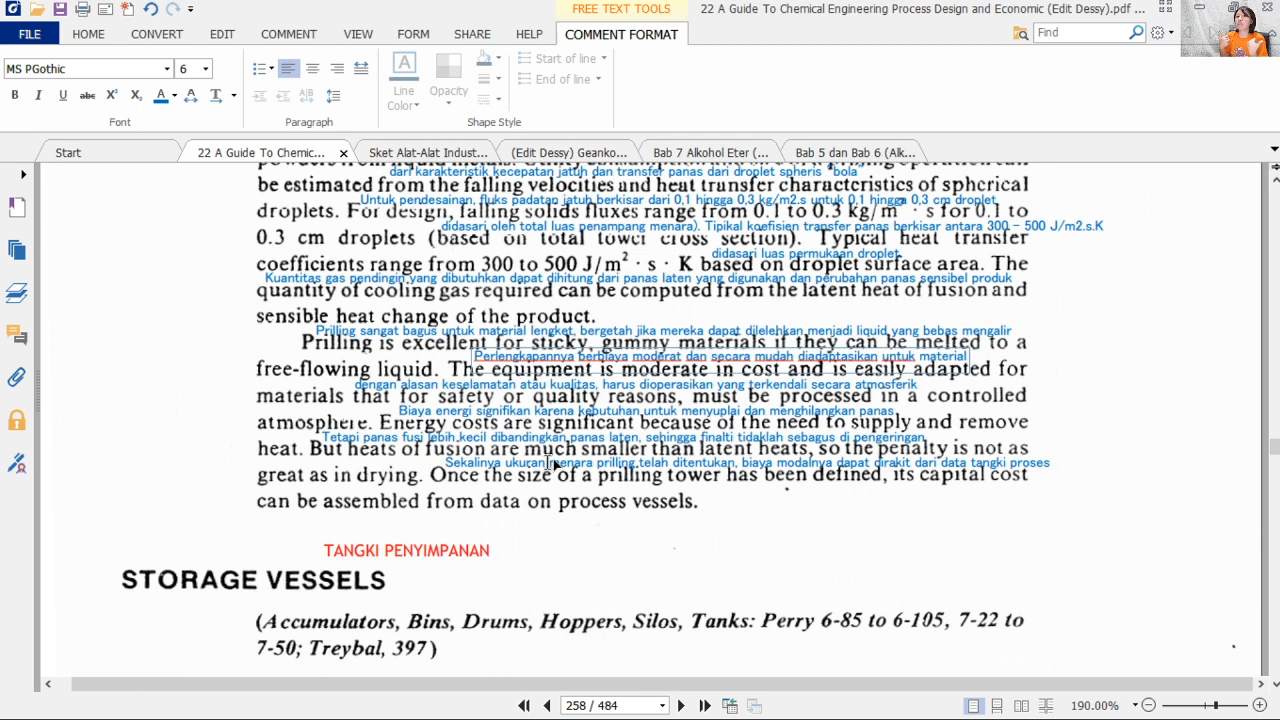 FREE TEXT TOOLS
22 A Guide To Chemical Engineering Process Design and Economic (Edit Dessy).pdf ...
FILE HOME CONVERT EDIT COMMENT VIEW FORM SHARE HELP COMMENT FORMAT
Find
MS PGothic 6
Start of line
End of line
Line Color
Opacity
Font Paragraph Shape Style
Start
22 A Guide To Chemic...
Sket Alat-Alat Indust...
(Edit Dessy) Geanko...
Bab 7 Alkohol Eter (...
Bab 5 dan Bab 6 (Alk...
dari karakteristik kecepatan jatuh dan transfer panas dari droplet spheris "bola"
be estimated from the falling velocities and heat transfer characteristics of spherical
Untuk pendesainan, fluks padatan jatuh berkisar dari 0,1 hingga 0,3 kg/m2.s untuk 0,1 hingga 0,3 cm droplet
droplets. For design, falling solids fluxes range from 0.1 to 0.3 kg/m² · s for 0.1 to
didasari oleh total luas penampang menara). Tipikal koefisien transfer panas berkisar antara 300 – 500 J/m2.s.K
0.3 cm droplets (based on total tower cross section). Typical heat transfer
didasari luas permukaan droplet
coefficients range from 300 to 500 J/m² · s · K based on droplet surface area. The
Kuantitas gas pendingin yang dibutuhkan dapat dihitung dari panas laten yang digunakan dan perubahan panas sensibel produk
quantity of cooling gas required can be computed from the latent heat of fusion and
sensible heat change of the product.
Prilling sangat bagus untuk material lengket, bergetah jika mereka dapat dilelehkan menjadi liquid yang bebas mengalir
Prilling is excellent for sticky, gummy materials if they can be melted to a
Perlengkapannya berbiaya moderat dan secara mudah diadaptasikan untuk material
free-flowing liquid. The equipment is moderate in cost and is easily adapted for
dengan alasan keselamatan atau kualitas, harus dioperasikan yang terkendali secara atmosferik
materials that for safety or quality reasons, must be processed in a controlled
Biaya energi signifikan karena kebutuhan untuk menyuplai dan menghilangkan panas
atmosphere. Energy costs are significant because of the need to supply and remove
Tetapi panas fusi lebih kecil dibandingkan panas laten, sehingga finalti tidaklah sebagus di pengeringan
heat. But heats of fusion are much smaller than latent heats, so the penalty is not as
Sekalinya ukuran menara prilling telah ditentukan, biaya modalnya dapat dirakit dari data tangki proses
great as in drying. Once the size of a prilling tower has been defined, its capital cost
can be assembled from data on process vessels.
TANGKI PENYIMPANAN
STORAGE VESSELS
(Accumulators, Bins, Drums, Hoppers, Silos, Tanks: Perry 6-85 to 6-105, 7-22 to
7-50; Treybal, 397)
258 / 484
190.00%